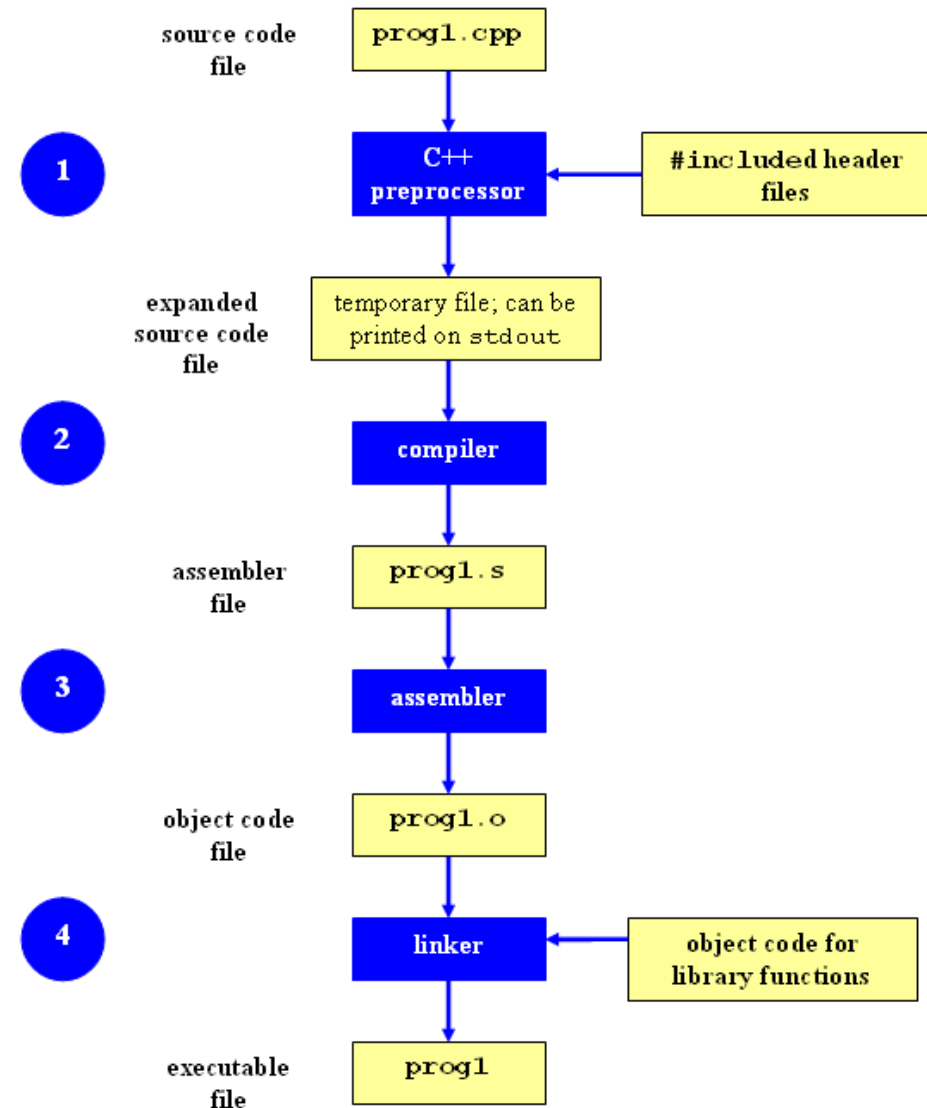 source code
file
prog1.cpp
1
C++
preprocessor
#included header
files
expanded
source code
file
temporary file; can be
printed on stdout
2
compiler
assembler
file
prog1.s
3
assembler
object code
file
prog1.o
4
linker
object code for
library functions
executable
file
prog1